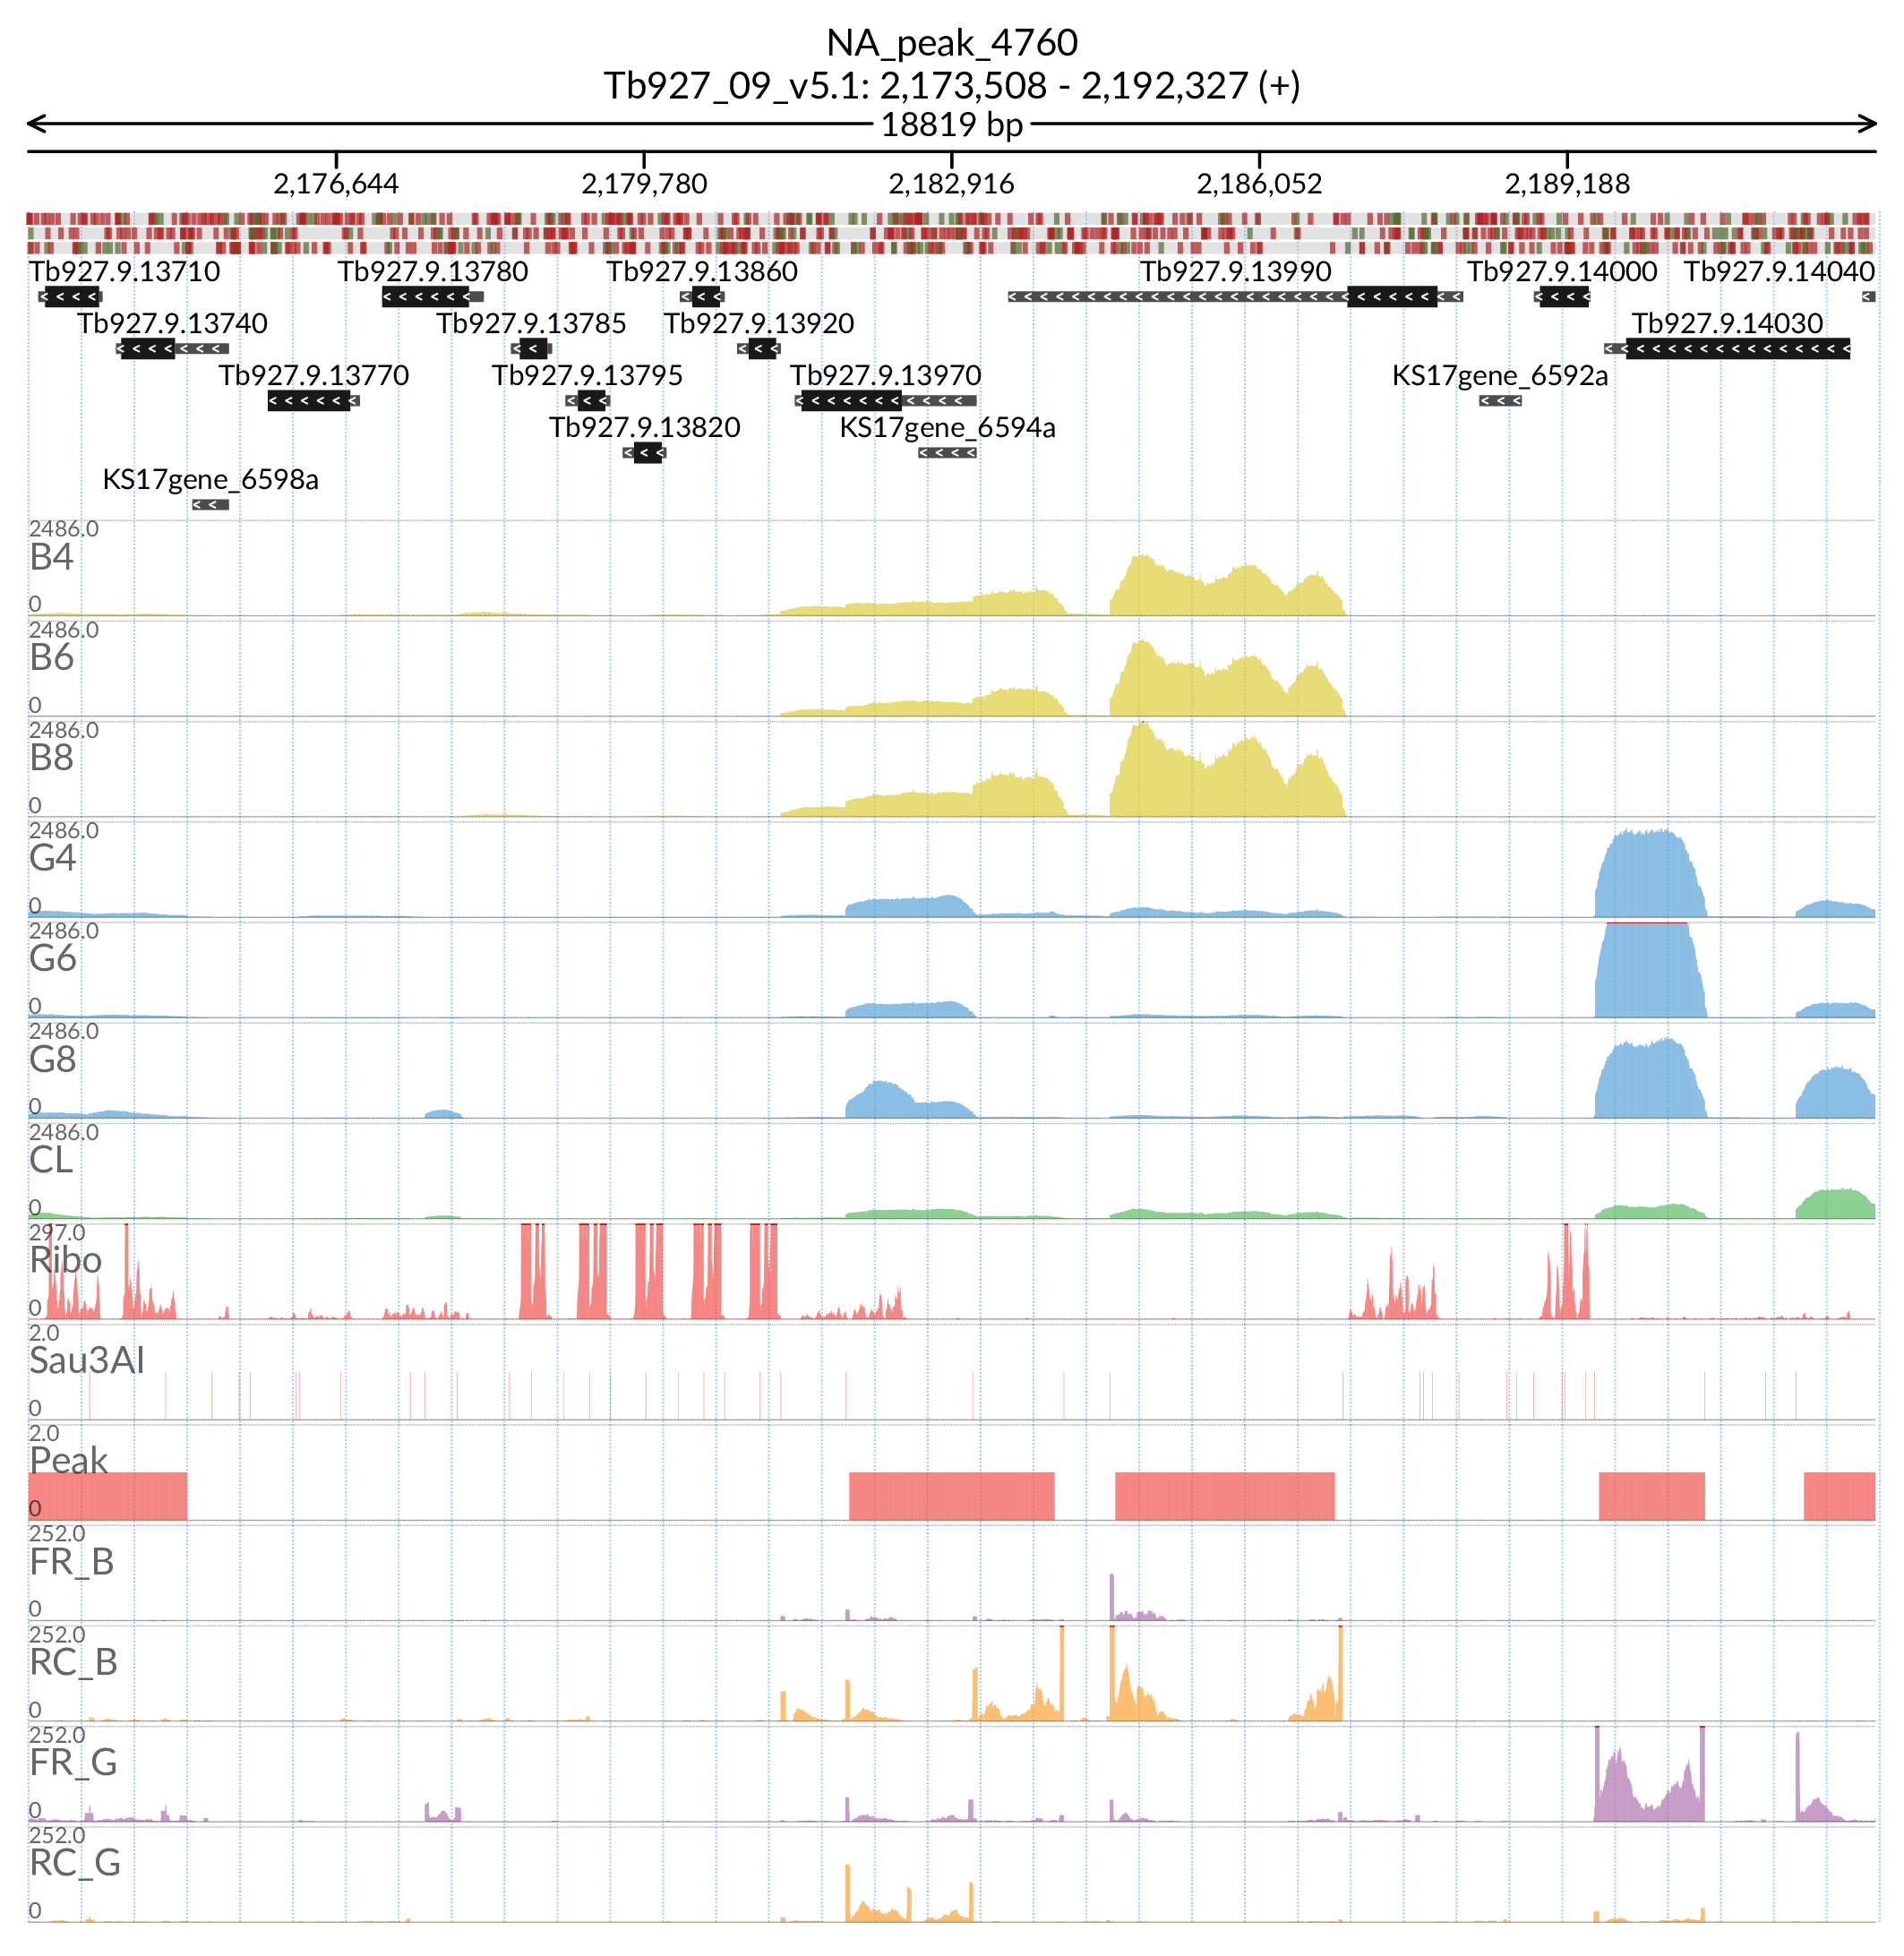 NA_peak_4760
Tb927_09_v5.1: 2,173,508 - 2,192,327 (+)
18819 bp
2,176,644 2,179,780 2,182,916 2,186,052 2,189,188
Tb927.9.13710 Tb927.9.13780 Tb927.9.13860 Tb927.9.13990 Tb927.9.14000 Tb927.9.14040
Tb927.9.13740 Tb927.9.13785 Tb927.9.13920 Tb927.9.14030
Tb927.9.13770 Tb927.9.13795 Tb927.9.13970 KS17gene_6592a
Tb927.9.13820 KS17gene_6594a
KS17gene_6598a
2486.0
B4
0
2486.0
B6
0
2486.0
B8
0
2486.0
G4
0
2486.0
G6
0
2486.0
G8
0
2486.0
CL
0
297.0
Ribo
0
2.0
Sau3AI
0
2.0
Peak
0
252.0
FR_B
0
252.0
RC_B
0
252.0
FR_G
0
252.0
RC_G
0